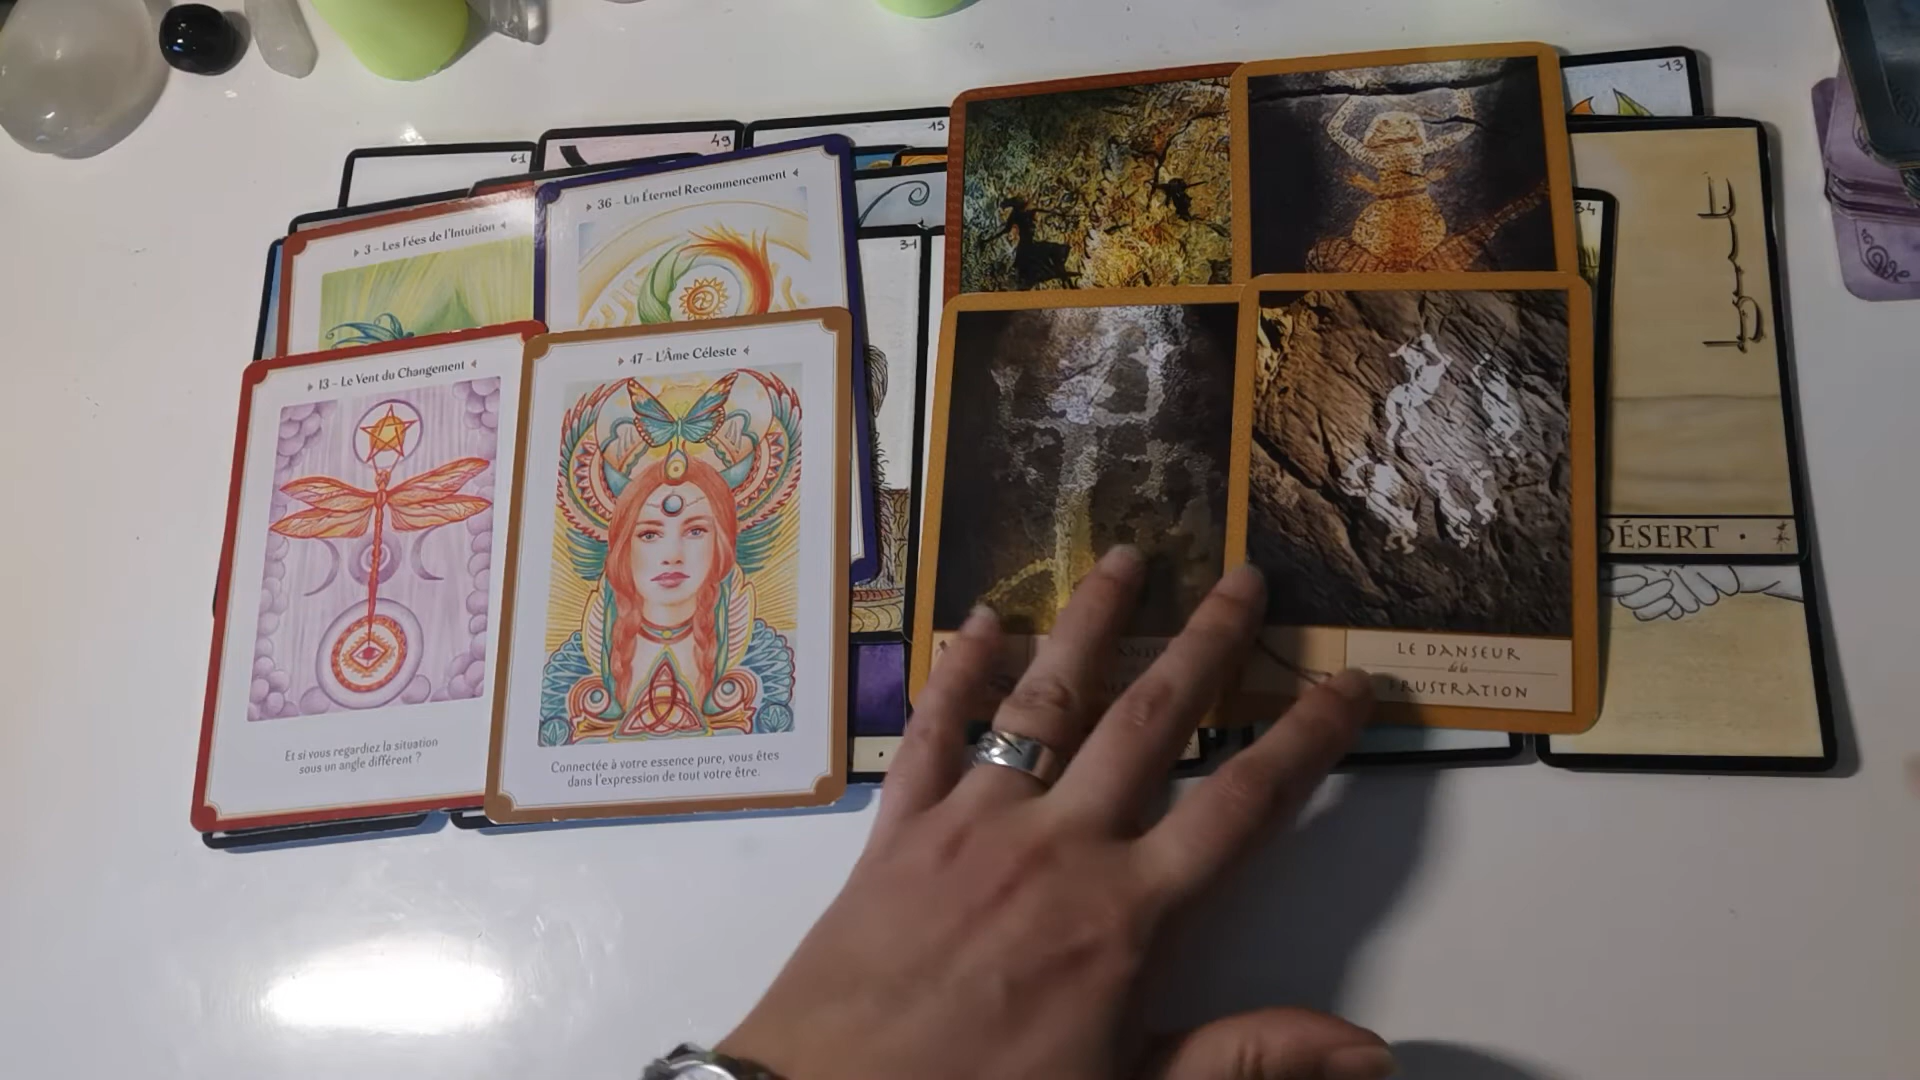 61
49
15
13
36 - Un Éternel Recommencement
3 - Les Fées de l'Intuition
31
34
13 - Le Vent du Changement
47 - L'Âme Céleste
DÉSERT
LE DANSEUR
de la
FRUSTRATION
Et si vous regardiez la situation
sous un angle différent ?
Connectée à votre essence pure, vous êtes
dans l'expression de tout votre être.